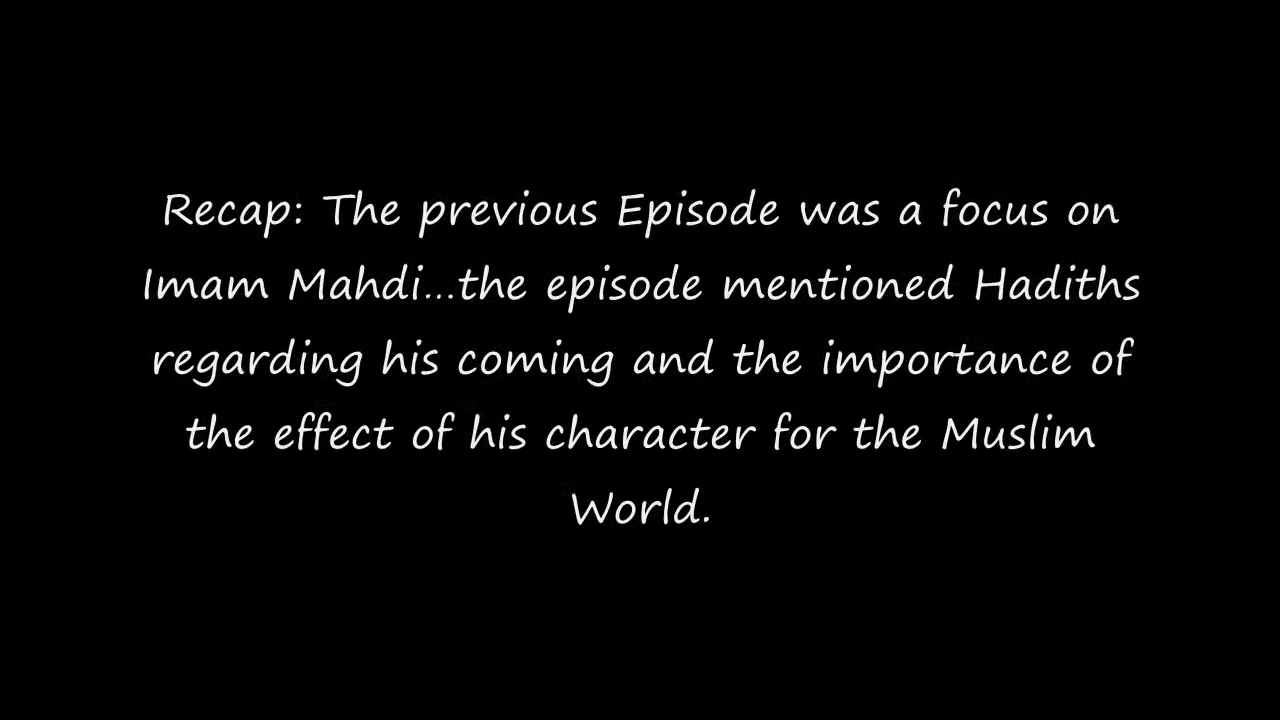 Recap: The previous Episode was a focus on
Imam Mahdi...the episode mentioned Hadiths
regarding his coming and the importance of
the effect of his character for the Muslim
World.